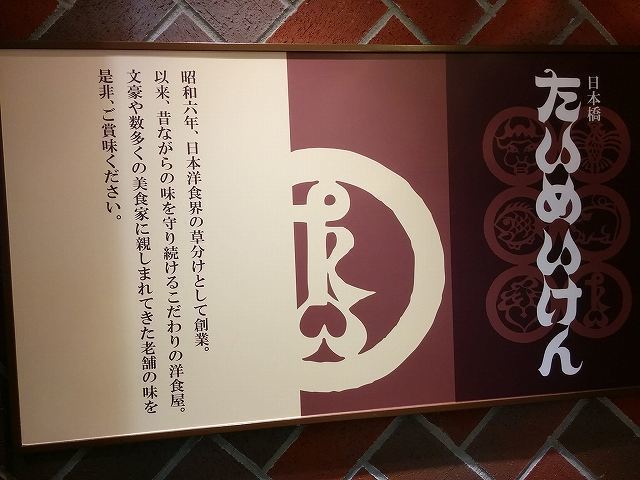 日本橋
たいめいけん
昭和六年、日本洋食界の草分けとして創業。
以来、昔ながらの味を守り続けるこだわりの洋食屋。
文豪や数多くの美食家に親しまれてきた老舗の味を
是非、ご賞味ください。